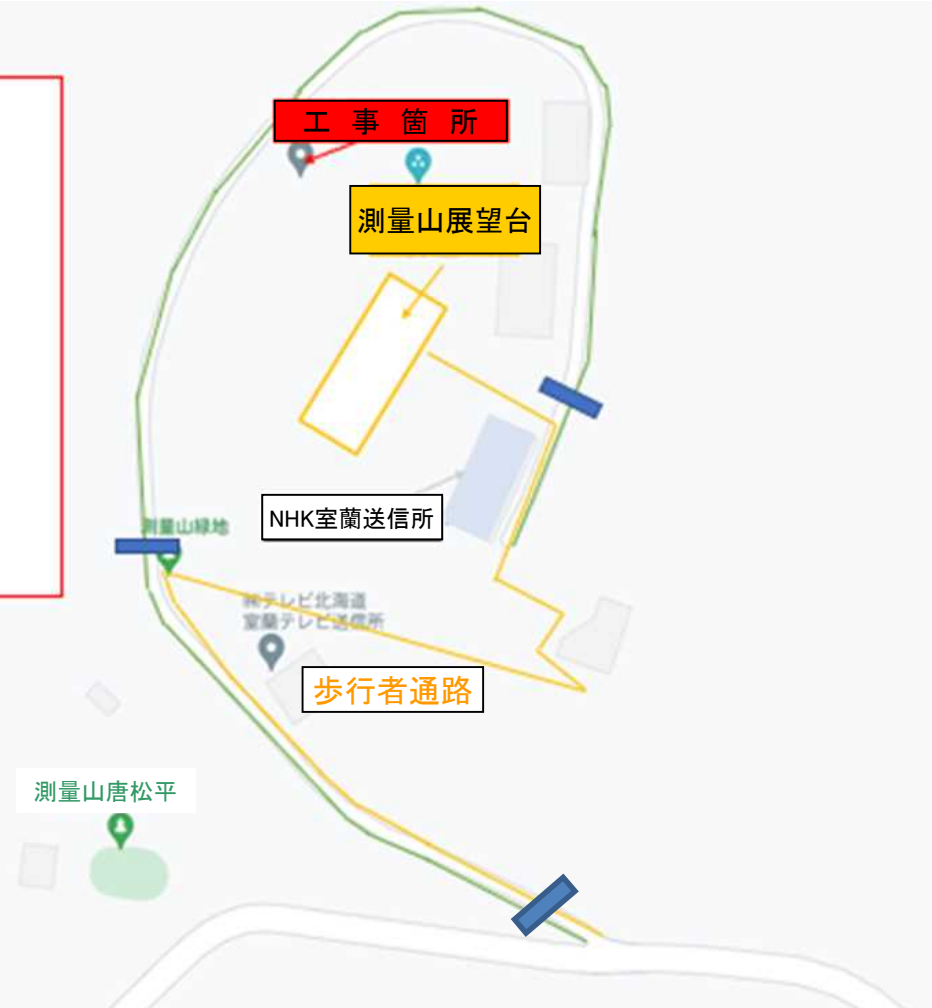 工事箇所
測量山展望台
NHK室蘭送信所
測量山緑地
㈱テレビ北海道
室蘭テレビ送信所
歩行者通路
測量山唐松平